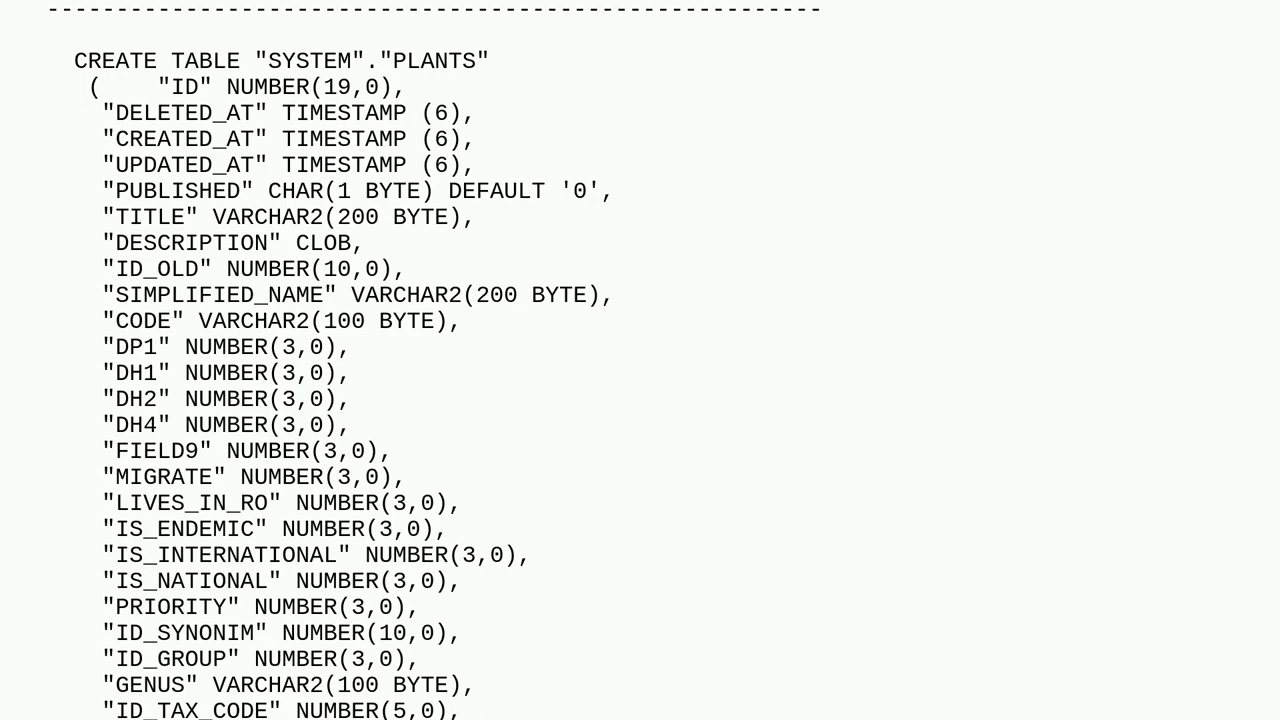 --------------------------------------------------------
CREATE TABLE "SYSTEM"."PLANTS"
(    "ID" NUMBER(19,0),
"DELETED_AT" TIMESTAMP (6),
"CREATED_AT" TIMESTAMP (6),
"UPDATED_AT" TIMESTAMP (6),
"PUBLISHED" CHAR(1 BYTE) DEFAULT '0',
"TITLE" VARCHAR2(200 BYTE),
"DESCRIPTION" CLOB,
"ID_OLD" NUMBER(10,0),
"SIMPLIFIED_NAME" VARCHAR2(200 BYTE),
"CODE" VARCHAR2(100 BYTE),
"DP1" NUMBER(3,0),
"DH1" NUMBER(3,0),
"DH2" NUMBER(3,0),
"DH4" NUMBER(3,0),
"FIELD9" NUMBER(3,0),
"MIGRATE" NUMBER(3,0),
"LIVES_IN_RO" NUMBER(3,0),
"IS_ENDEMIC" NUMBER(3,0),
"IS_INTERNATIONAL" NUMBER(3,0),
"IS_NATIONAL" NUMBER(3,0),
"PRIORITY" NUMBER(3,0),
"ID_SYNONIM" NUMBER(10,0),
"ID_GROUP" NUMBER(3,0),
"GENUS" VARCHAR2(100 BYTE),
"ID_TAX_CODE" NUMBER(5,0),